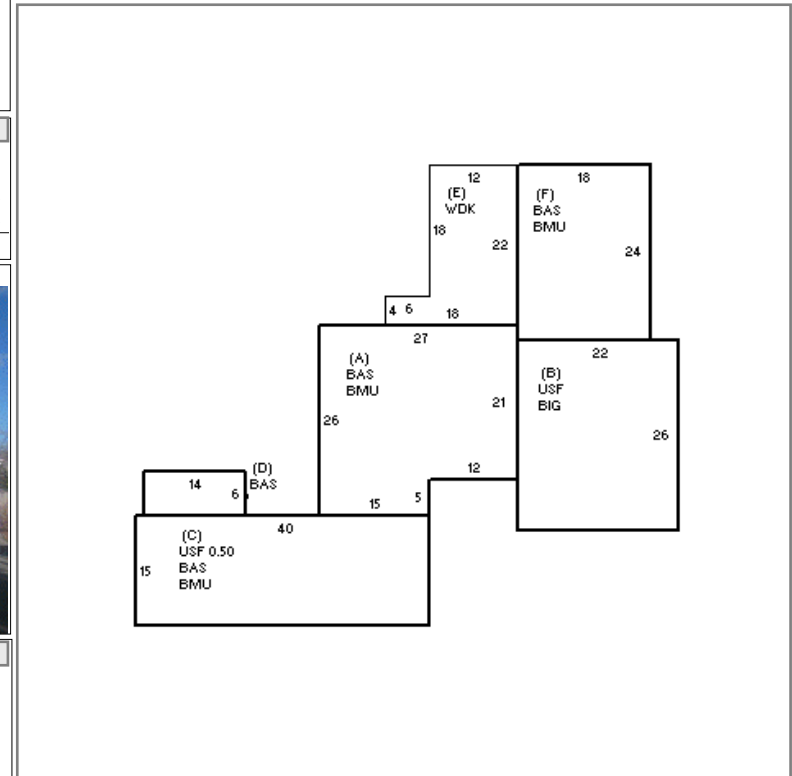 12
(E)
WDK
18
22
4 6
18
18
(F)
BAS
BMU
24
27
(A)
BAS
BMU
26
21
12
15
5
22
(B)
USF
BIG
26
14
6
(D)
BAS
40
(C)
USF 0.50
BAS
BMU
15